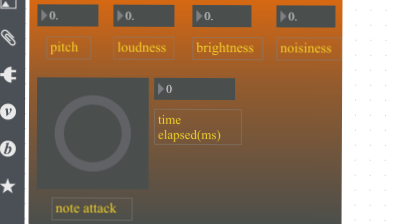 0. 0. 0. 0.
pitch loudness brightness noisiness
0
time
elapsed(ms)
note attack
v
b